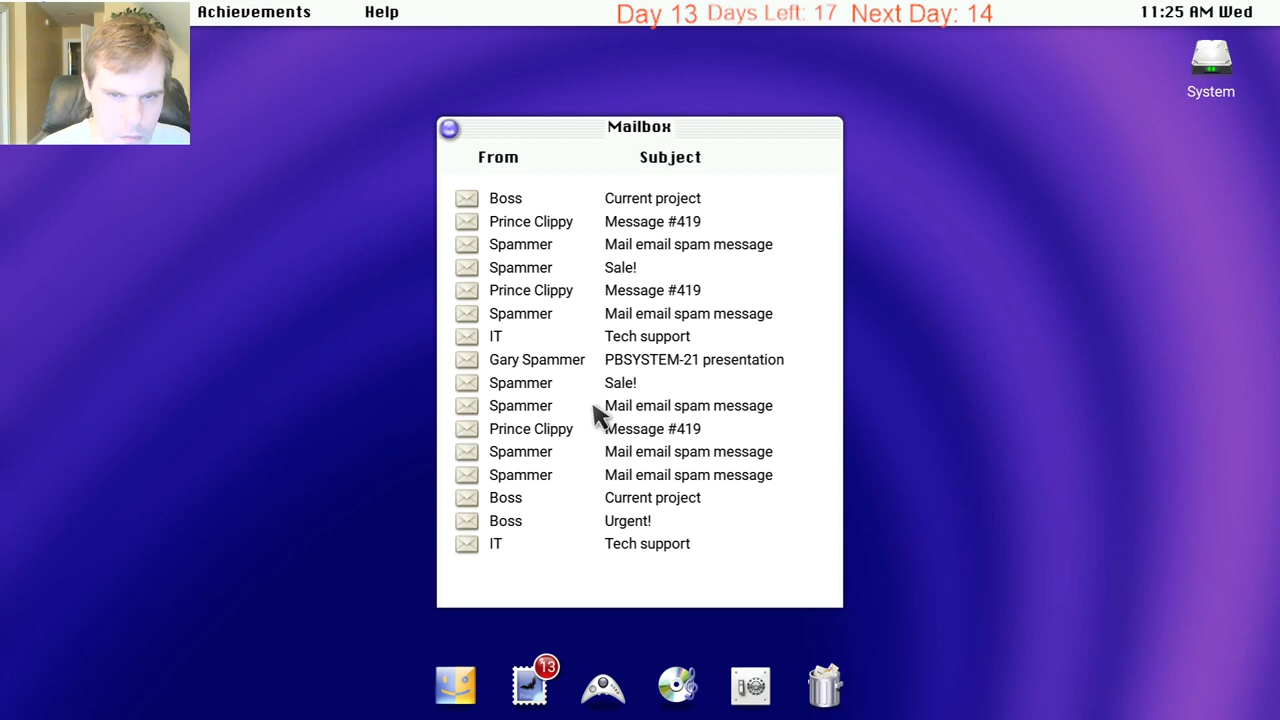 Achievements Help Day 13 Days Left: 17 Next Day: 14 11:25 AM Wed
System
Mailbox
From Subject
Boss Current project
Prince Clippy Message #419
Spammer Mail email spam message
Spammer Sale!
Prince Clippy Message #419
Spammer Mail email spam message
IT Tech support
Gary Spammer PBSYSTEM-21 presentation
Spammer Sale!
Spammer Mail email spam message
Prince Clippy Message #419
Spammer Mail email spam message
Spammer Mail email spam message
Boss Current project
Boss Urgent!
IT Tech support
13